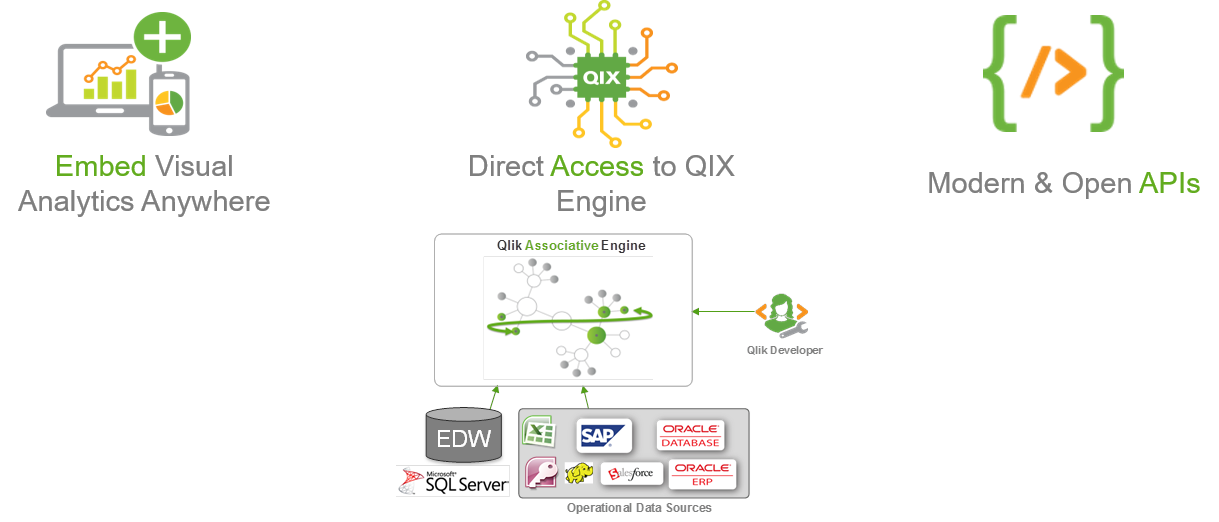 QIX
</>
Embed Visual
Analytics Anywhere
Direct Access to QIX
Engine
Modern & Open APIs
Qlik Associative Engine
Qlik Developer
EDW
Microsoft®
SQL Server®
X
SAP
ORACLE®
DATABASE
salesforce
ORACLE®
ERP
Operational Data Sources